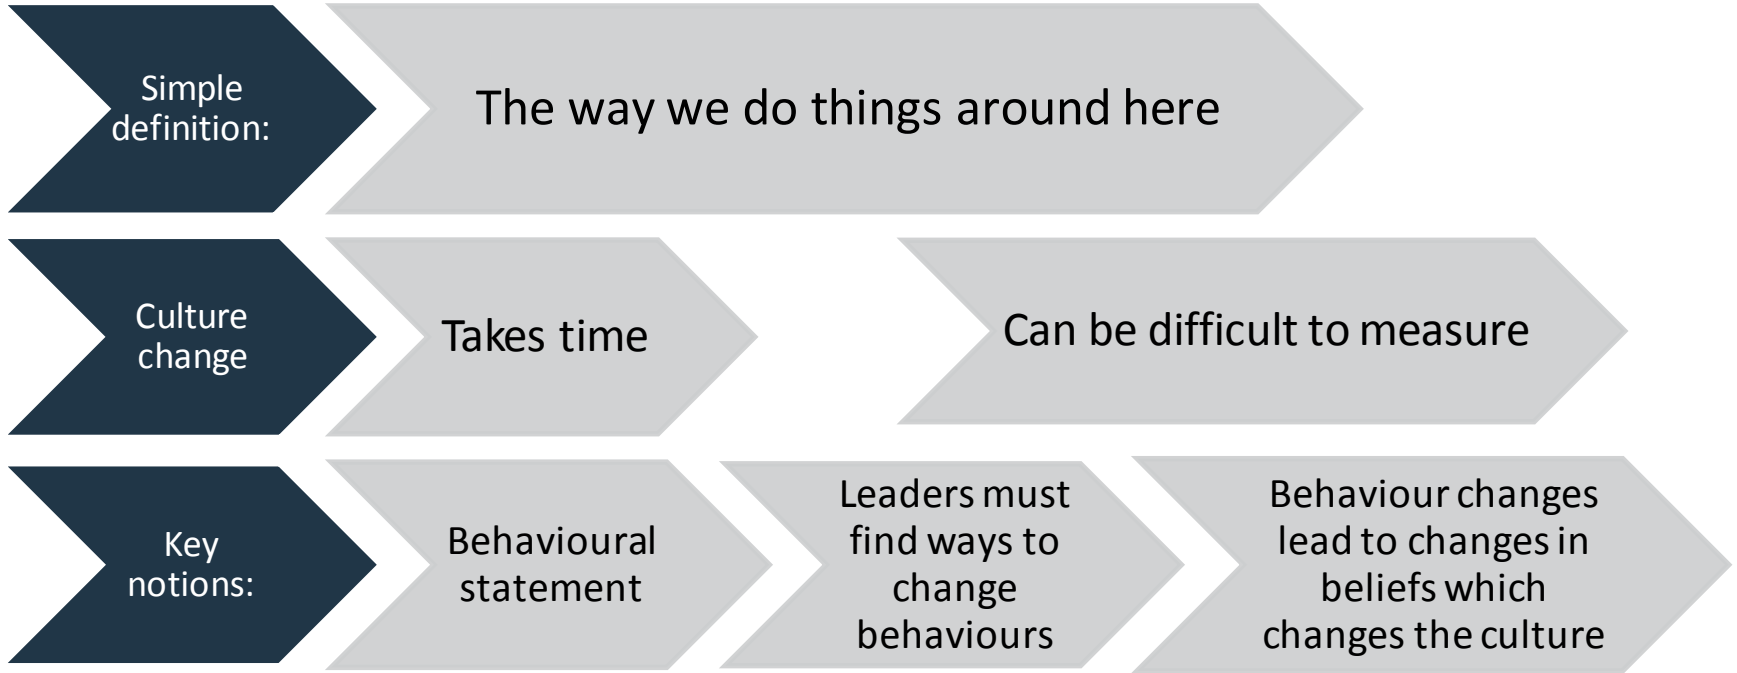 Simple
definition:
The way we do things around here
Culture
change
Takes time
Can be difficult to measure
Key
notions:
Behavioural
statement
Leaders must
find ways to
change
behaviours
Behaviour changes
lead to changes in
beliefs which
changes the culture